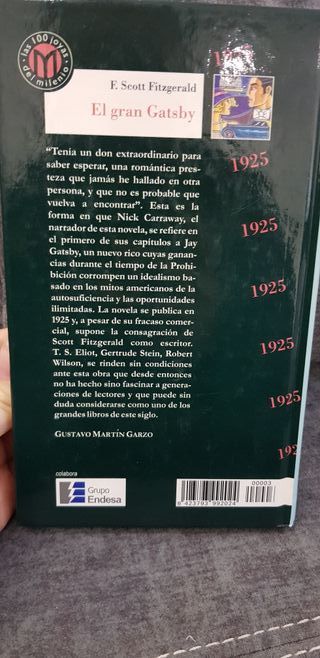 las 100 joyas
M
del milenio
F. Scott Fitzgerald
El gran Gatsby
1925
"Tenía un don extraordinario para
saber esperar, una romántica pres-
teza que jamás he hallado en otra
persona, y que no es probable que
vuelva a encontrar". Esta es la
forma en que Nick Carraway, el
narrador de esta novela, se refiere en
el primero de sus capítulos a Jay
Gatsby, un nuevo rico cuyas ganan-
cias durante el tiempo de la Prohi-
bición corrompen un idealismo ba-
sado en los mitos americanos de la
autosuficiencia y las oportunidades
ilimitadas. La novela se publica en
1925 y, a pesar de su fracaso comer-
cial, supone la consagración de
Scott Fitzgerald como escritor.
T. S. Eliot, Gertrude Stein, Robert
Wilson, se rinden sin condiciones
ante esta obra que desde entonces
no ha hecho sino fascinar a genera-
ciones de lectores y que puede sin
duda considerarse como uno de los
grandes libros de este siglo.
GUSTAVO MARTÍN GARZO
1925
1925
1925
1925
1925
192
colabora
Grupo
Endesa
00003
8 423793 992024